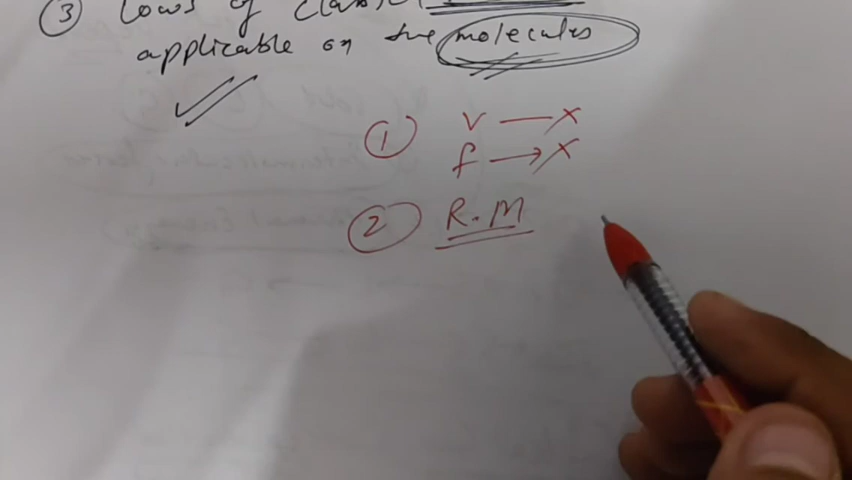 ③ Laws of
applicable on the molecules
① V — X
f → X
② R.M